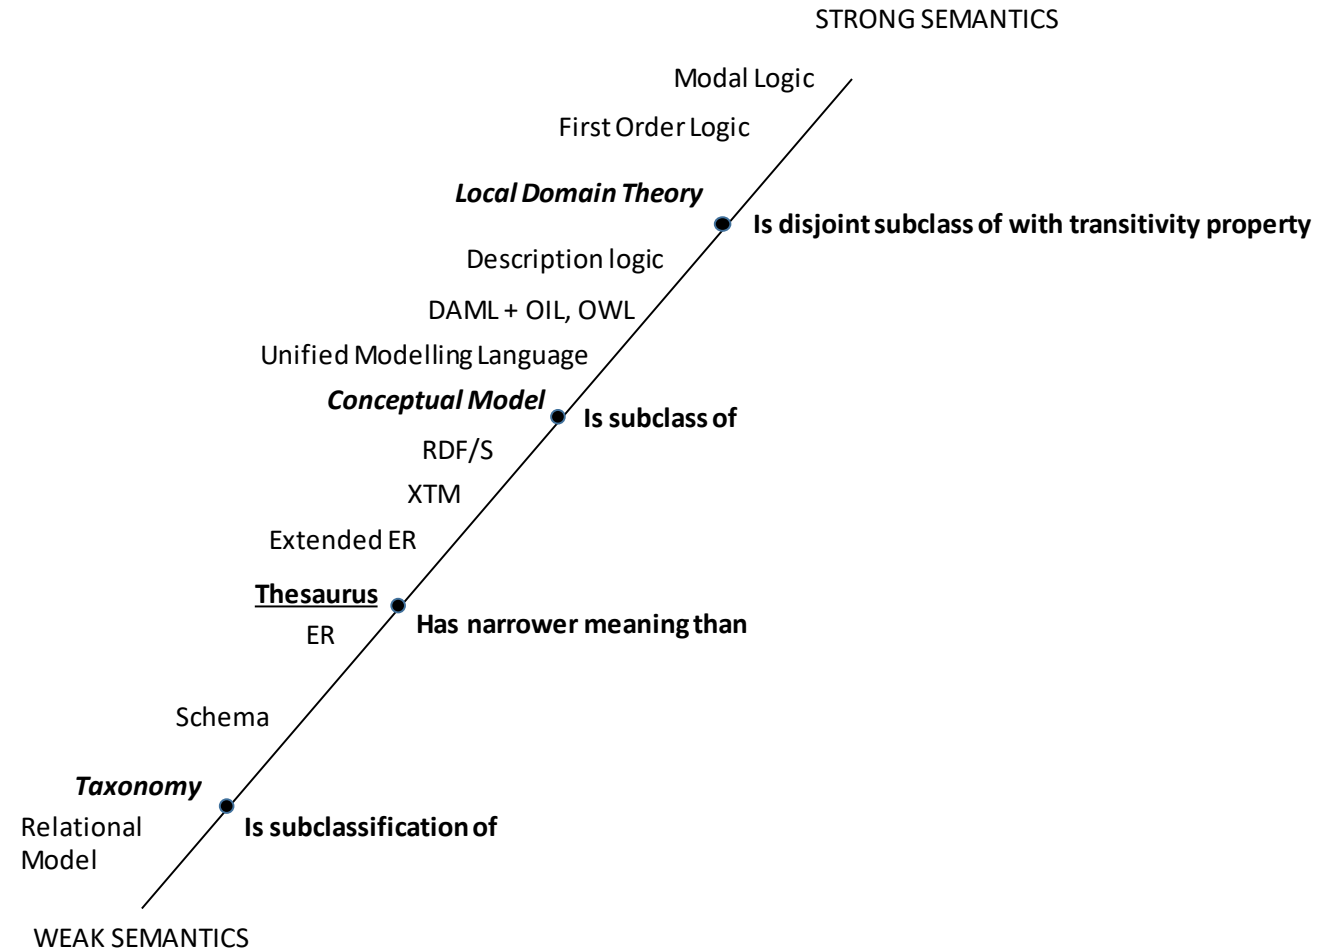 STRONG SEMANTICS
Modal Logic
First Order Logic
Local Domain Theory
Is disjoint subclass of with transitivity property
Description logic
DAML + OIL, OWL
Unified Modelling Language
Conceptual Model
Is subclass of
RDF/S
XTM
Extended ER
Thesaurus
Has narrower meaning than
ER
Schema
Taxonomy
Is subclassification of
Relational
Model
WEAK SEMANTICS